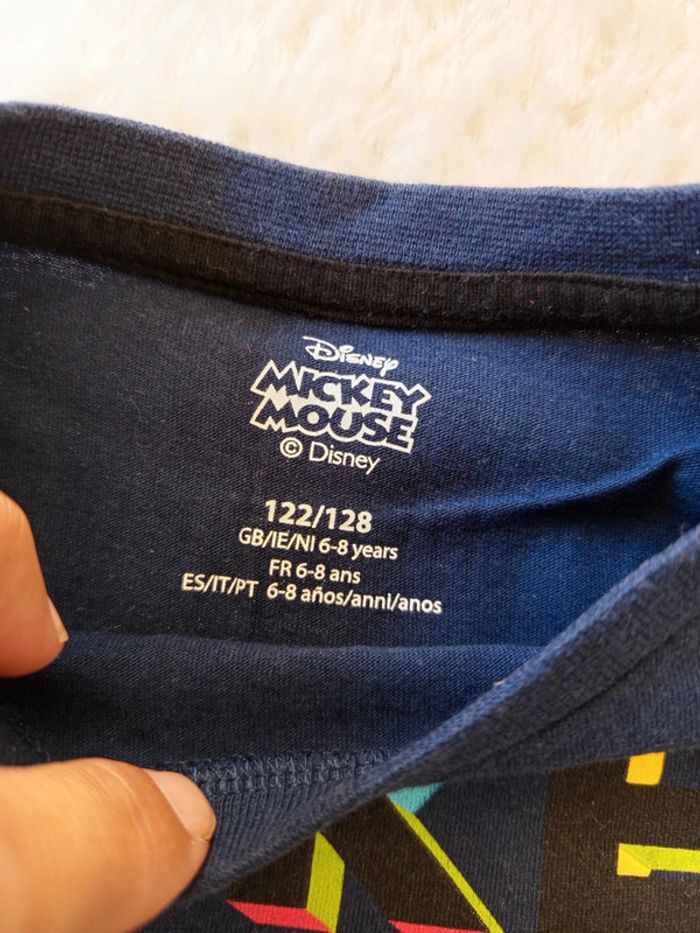 Disney
MICKEY
MOUSE
© Disney
122/128
GB/IE/NI 6-8 years
FR 6-8 ans
ES/IT/PT 6-8 años/anni/anos